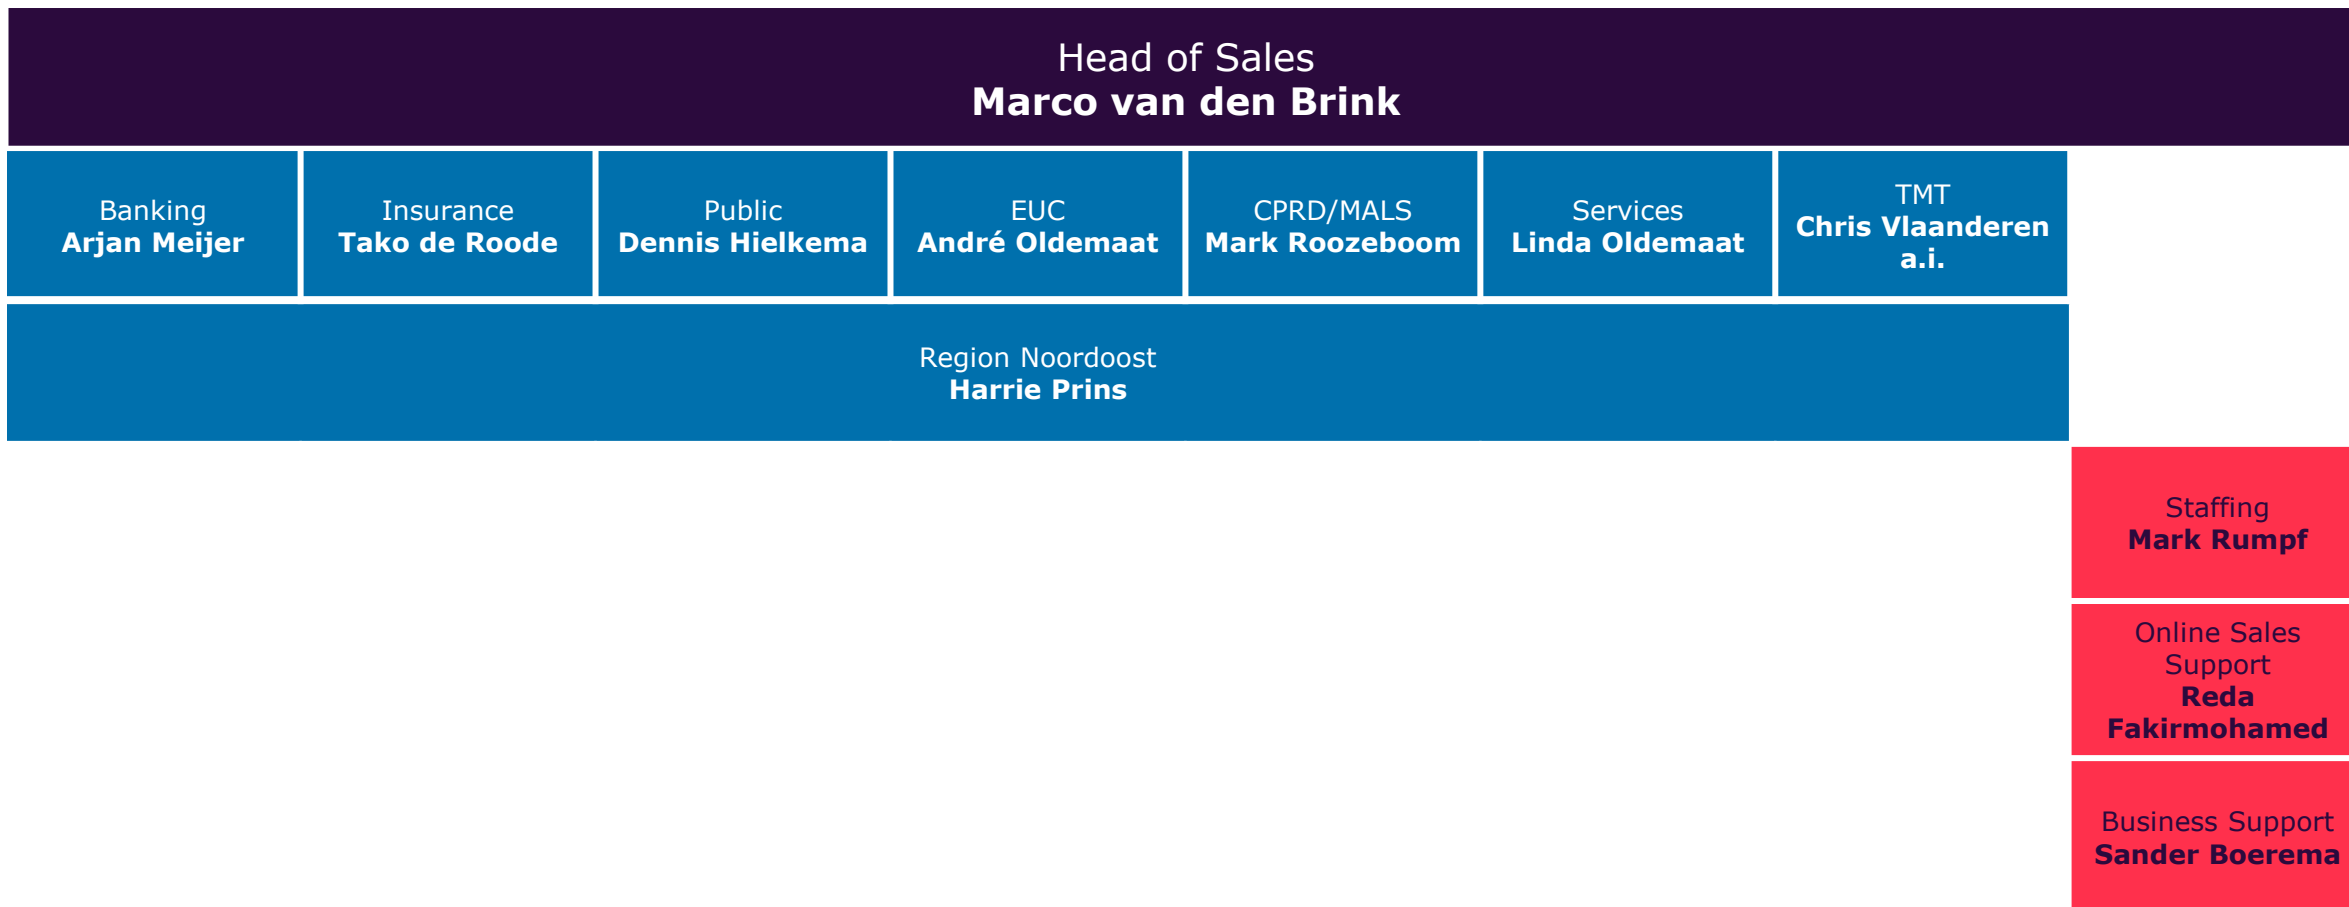 Head of Sales
Marco van den Brink
Banking
Arjan Meijer
Insurance
Tako de Roode
Public
Dennis Hielkema
EUC
André Oldemaat
CPRD/MALS
Mark Roozeboom
Services
Linda Oldemaat
TMT
Chris Vlaanderen
a.i.
Region Noordoost
Harrie Prins
Staffing
Mark Rumpf
Online Sales
Support
Reda
Fakirmohamed
Business Support
Sander Boerema